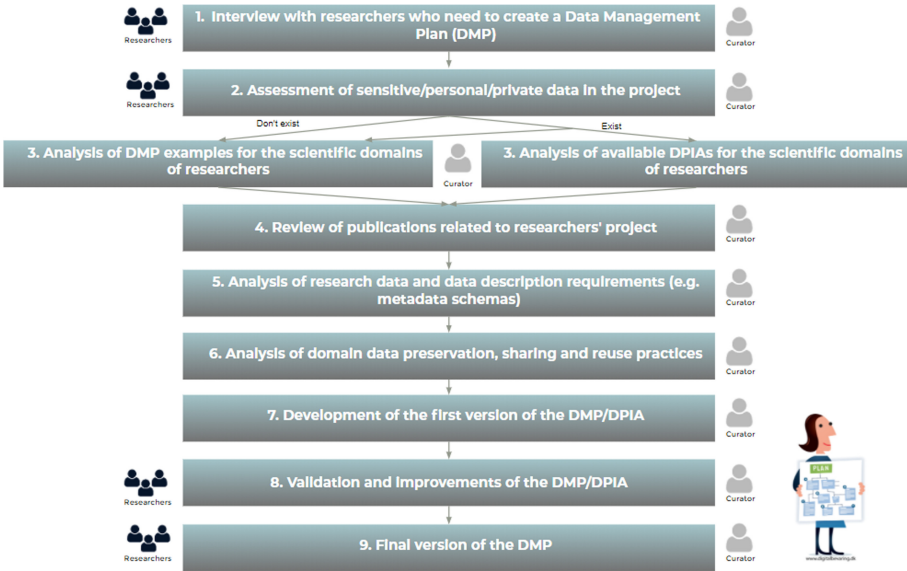 1. Interview with researchers who need to create a Data Management
Plan (DMP)
Researchers
Curator
2. Assessment of sensitive/personal/private data in the project
Researchers
Curator
Don't exist
Exist
3. Analysis of DMP examples for the scientific domains
of researchers
Curator
3. Analysis of available DPIAs for the scientific domains
of researchers
4. Review of publications related to researchers' project
Curator
5. Analysis of research data and data description requirements (e.g.
metadata schemas)
Curator
6. Analysis of domain data preservation, sharing and reuse practices
Curator
7. Development of the first version of the DMP/DPIA
Curator
8. Validation and improvements of the DMP/DPIA
Researchers
Curator
PLAN
9. Final version of the DMP
Researchers
Curator